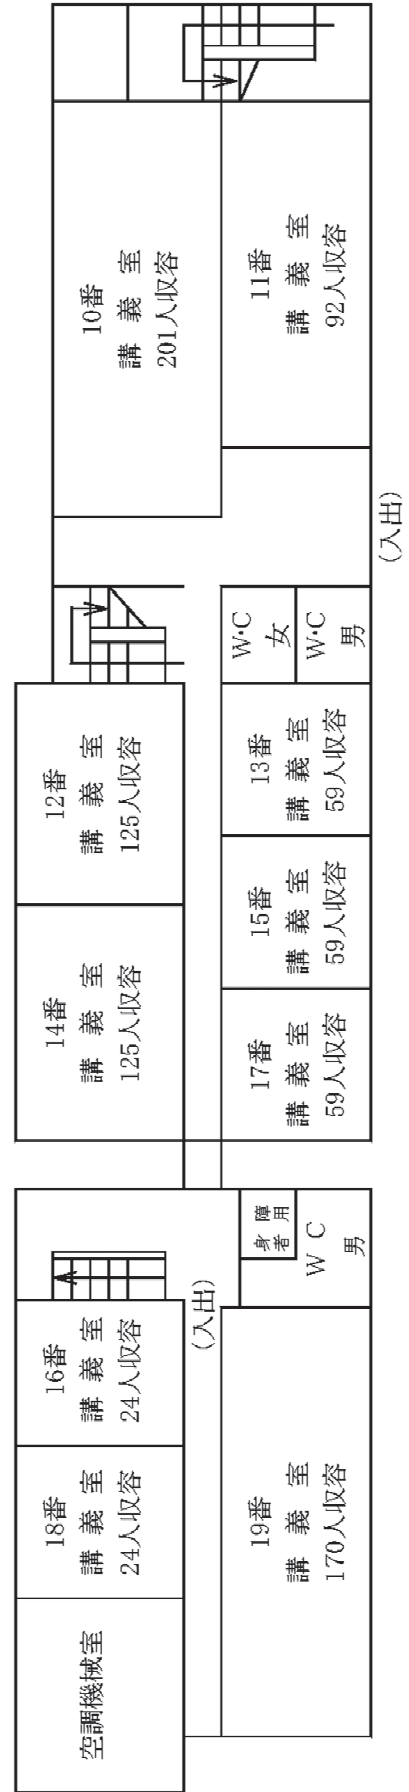 10番
講義室
201人収容
11番
講義室
92人収容
(入出)
W·C
女
W·C
男
12番
講義室
125人収容
13番
講義室
59人収容
14番
講義室
125人収容
15番
講義室
59人収容
17番
講義室
59人収容
身障
者用
W C
男
(入出)
16番
講義室
24人収容
18番
講義室
24人収容
19番
講義室
170人収容
空調機械室